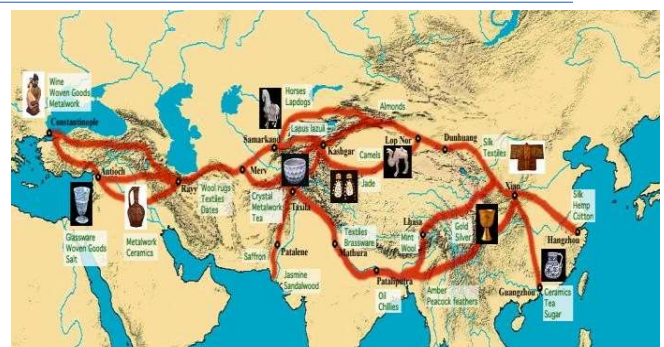 Wine
Woven Goods
Metalwork
Constantinople
Antioch
Glassware
Woven Goods
Salt
Metalwork
Ceramics
Rayy
Wool rugs
Textiles
Dates
Merv
Samarkand
Horses
Lapdogs
Lapus lazuli
Almonds
Kashgar
Camels
Jade
Crystal
Metalwork
Tea
Taxila
Saffron
Patalene
Jasmine
Sandalwood
Textiles
Brassware
Mathura
Pataliputra
Oil
Chillies
Lop Nor
Dunhuang
Lhasa
Mint
Wool
Gold
Silver
Amber
Peacock feathers
Silk
Textiles
Xian
Silk
Hemp
Cotton
Hangzhou
Guangzhou
Ceramics
Tea
Sugar